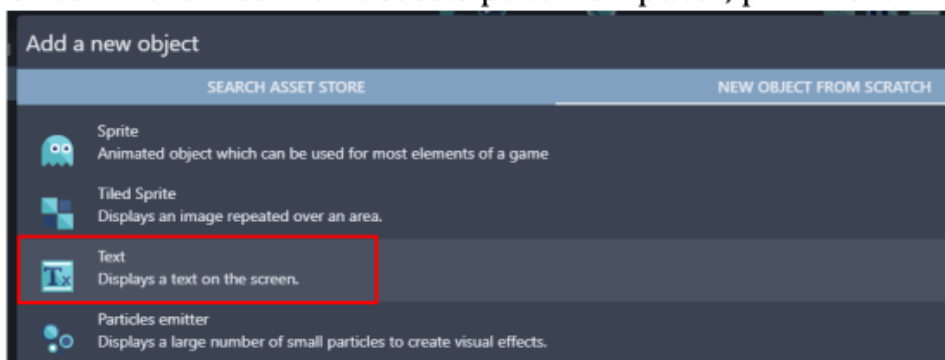 Add a new object
SEARCH ASSET STORE NEW OBJECT FROM SCRATCH
Sprite
Animated object which can be used for most elements of a game
Tiled Sprite
Displays an image repeated over an area.
Text
Tx
Displays a text on the screen.
Particles emitter
Displays a large number of small particles to create visual effects.